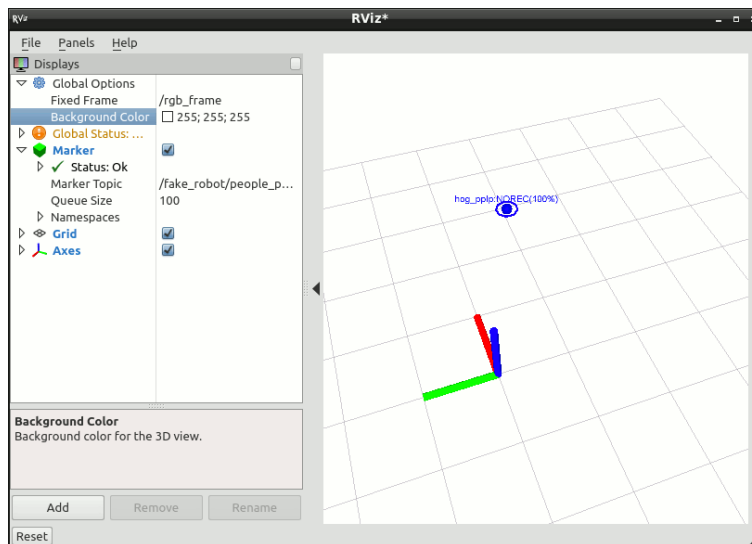 RViz
RViz*
File Panels Help
Displays
Global Options
Fixed Frame /rgb_frame
Background Color 255; 255; 255
Global Status: ...
Marker
Status: Ok
Marker Topic /fake_robot/people_p...
Queue Size 100
Namespaces
Grid
Axes
hog_pplp:NOREC(100%)
Background Color
Background color for the 3D view.
Add Remove Rename
Reset